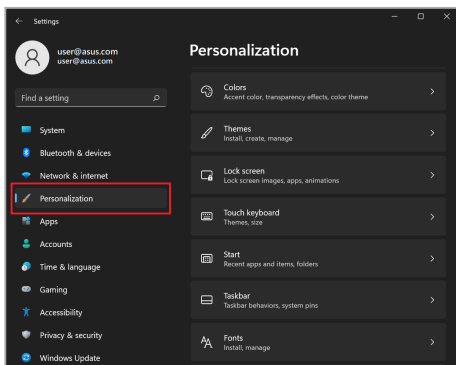 Settings
user@asus.com
user@asus.com
Find a setting
System
Bluetooth & devices
Network & internet
Personalization
Apps
Accounts
Time & language
Gaming
Accessibility
Privacy & security
Windows Update
Personalization
Colors
Accent color, transparency effects, color theme
Themes
Install, create, manage
Lock screen
Lock screen images, apps, animations
Touch keyboard
Themes, size
Start
Recent apps and items, folders
Taskbar
Taskbar behaviors, system pins
Fonts
Install, manage